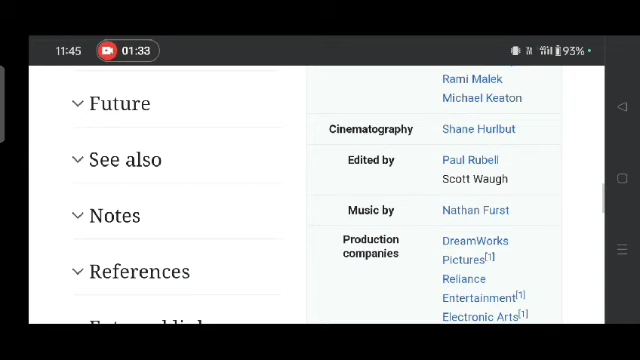 11:45
01:33
93%
Future
See also
Notes
References
Rami Malek
Michael Keaton
Cinematography Shane Hurlbut
Edited by Paul Rubell
Scott Waugh
Music by Nathan Furst
Production companies DreamWorks
Pictures[1]
Reliance
Entertainment[1]
Electronic Arts[1]